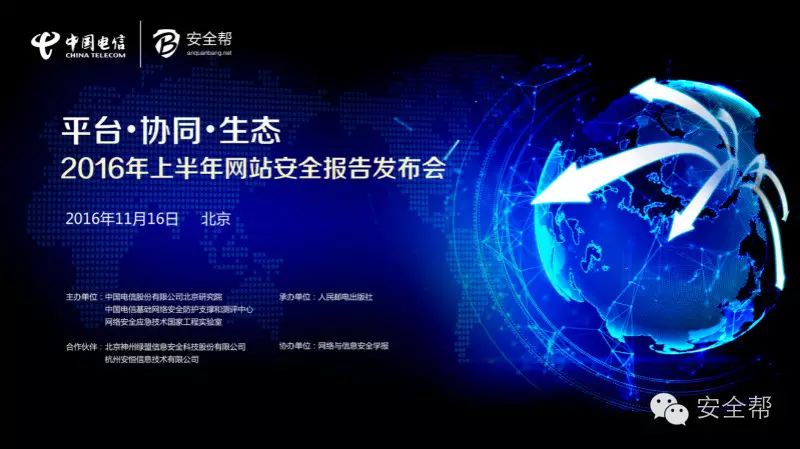 中国电信
CHINA TELECOM
安全帮
anquanbang.net
平台·协同·生态
2016年上半年网站安全报告发布会
2016年11月16日 北京
主办单位：中国电信股份有限公司北京研究院
中国电信基础网络安全防护支撑和测评中心
网络安全应急技术国家工程实验室
承办单位：人民邮电出版社
合作伙伴：北京神州绿盟信息安全科技股份有限公司
杭州安恒信息技术有限公司
协办单位：网络与信息安全学报
安全帮